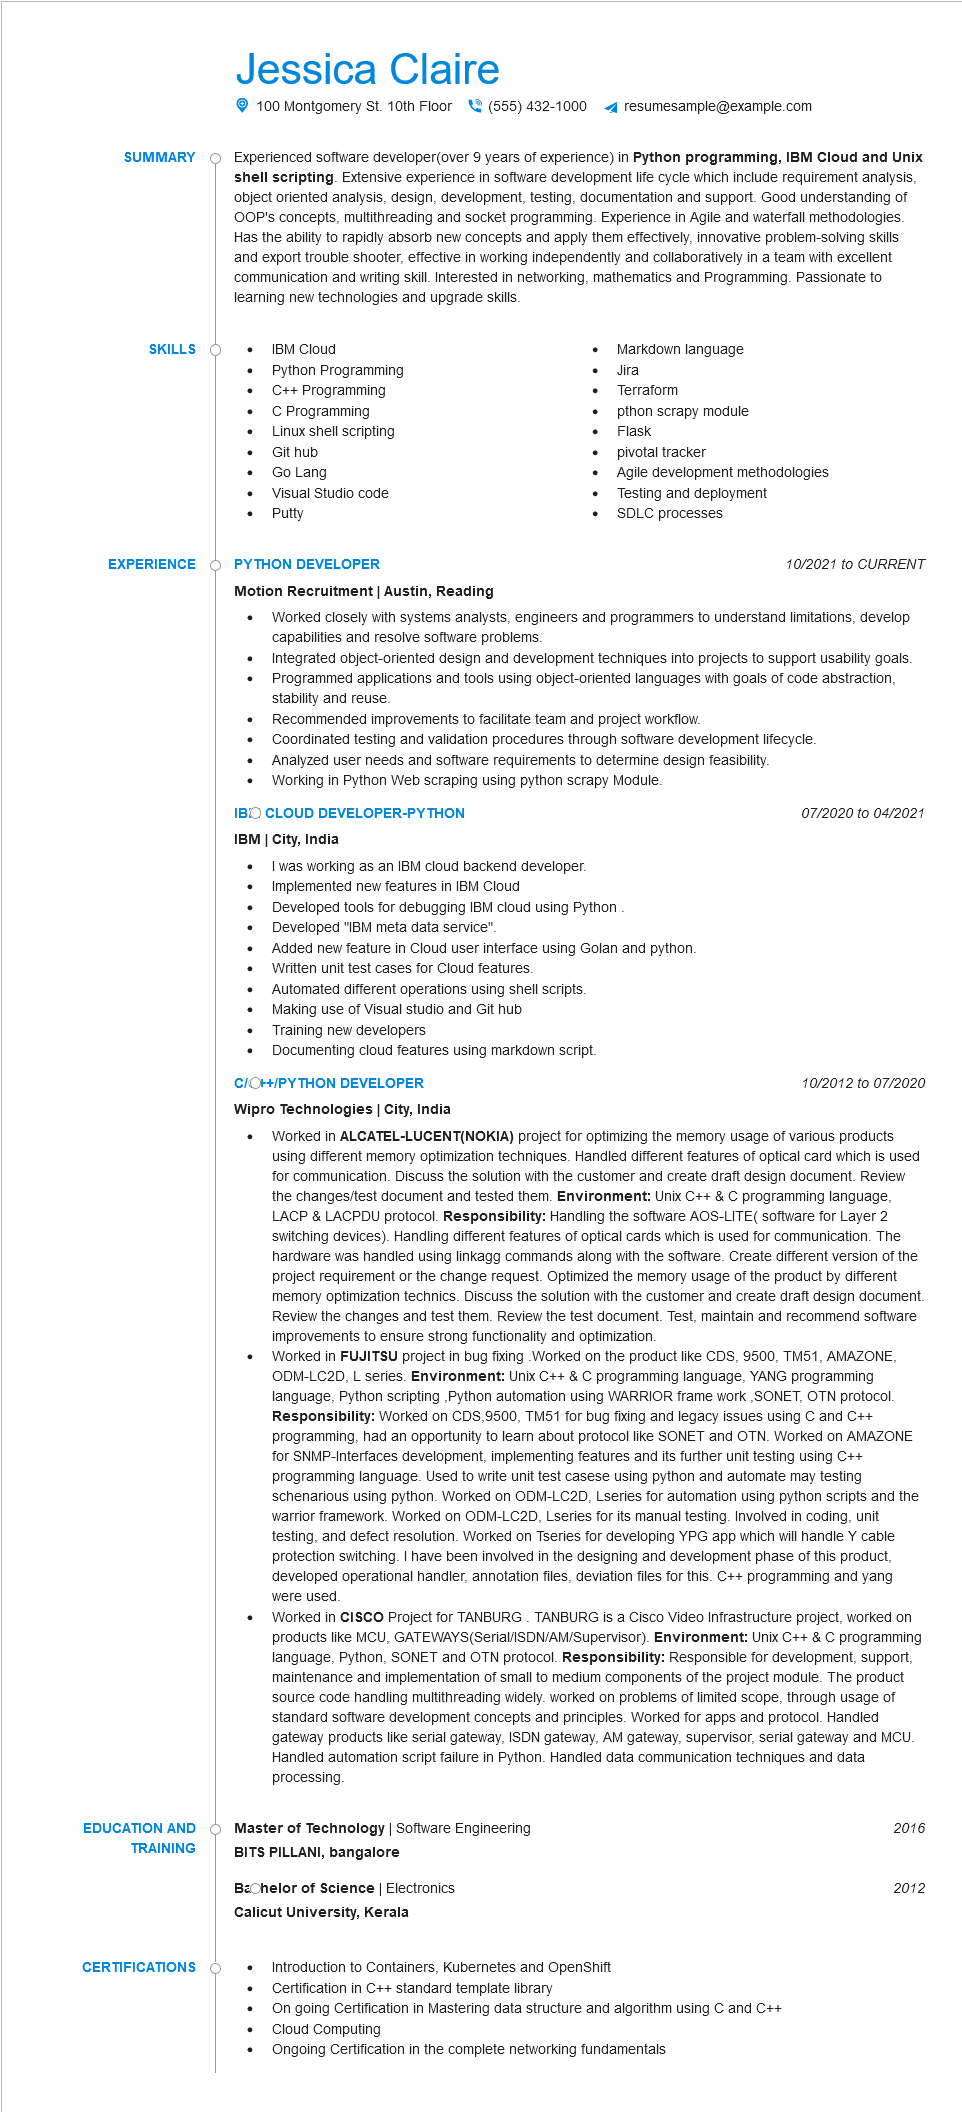 Jessica Claire
100 Montgomery St. 10th Floor (555) 432-1000 resumesample@example.com
SUMMARY
Experienced software developer(over 9 years of experience) in Python programming, IBM Cloud and Unix
shell scripting. Extensive experience in software development life cycle which include requirement analysis,
object oriented analysis, design, development, testing, documentation and support. Good understanding of
OOP's concepts, multithreading and socket programming. Experience in Agile and waterfall methodologies.
Has the ability to rapidly absorb new concepts and apply them effectively, innovative problem-solving skills
and export trouble shooter, effective in working independently and collaboratively in a team with excellent
communication and writing skill. Interested in networking, mathematics and Programming. Passionate to
learning new technologies and upgrade skills.
SKILLS
• IBM Cloud
• Python Programming
• C++ Programming
• C Programming
• Linux shell scripting
• Git hub
• Go Lang
• Visual Studio code
• Putty
• Markdown language
• Jira
• Terraform
• pthon scrapy module
• Flask
• pivotal tracker
• Agile development methodologies
• Testing and deployment
• SDLC processes
EXPERIENCE
PYTHON DEVELOPER 10/2021 to CURRENT
Motion Recruitment | Austin, Reading
• Worked closely with systems analysts, engineers and programmers to understand limitations, develop
capabilities and resolve software problems.
• Integrated object-oriented design and development techniques into projects to support usability goals.
• Programmed applications and tools using object-oriented languages with goals of code abstraction,
stability and reuse.
• Recommended improvements to facilitate team and project workflow.
• Coordinated testing and validation procedures through software development lifecycle.
• Analyzed user needs and software requirements to determine design feasibility.
• Working in Python Web scraping using python scrapy Module.
IBM CLOUD DEVELOPER-PYTHON 07/2020 to 04/2021
IBM | City, India
• I was working as an IBM cloud backend developer.
• Implemented new features in IBM Cloud
• Developed tools for debugging IBM cloud using Python .
• Developed "IBM meta data service".
• Added new feature in Cloud user interface using Golan and python.
• Written unit test cases for Cloud features.
• Automated different operations using shell scripts.
• Making use of Visual studio and Git hub
• Training new developers
• Documenting cloud features using markdown script.
C/C++/PYTHON DEVELOPER 10/2012 to 07/2020
Wipro Technologies | City, India
• Worked in ALCATEL-LUCENT(NOKIA) project for optimizing the memory usage of various products
using different memory optimization techniques. Handled different features of optical card which is used
for communication. Discuss the solution with the customer and create draft design document. Review
the changes/test document and tested them. Environment: Unix C++ & C programming language,
LACP & LACPDU protocol. Responsibility: Handling the software AOS-LITE( software for Layer 2
switching devices). Handling different features of optical cards which is used for communication. The
hardware was handled using linkagg commands along with the software. Create different version of the
project requirement or the change request. Optimized the memory usage of the product by different
memory optimization technics. Discuss the solution with the customer and create draft design document.
Review the changes and test them. Review the test document. Test, maintain and recommend software
improvements to ensure strong functionality and optimization.
• Worked in FUJITSU project in bug fixing .Worked on the product like CDS, 9500, TM51, AMAZONE,
ODM-LC2D, L series. Environment: Unix C++ & C programming language, YANG programming
language, Python scripting ,Python automation using WARRIOR frame work ,SONET, OTN protocol.
Responsibility: Worked on CDS,9500, TM51 for bug fixing and legacy issues using C and C++
programming, had an opportunity to learn about protocol like SONET and OTN. Worked on AMAZONE
for SNMP-Interfaces development, implementing features and its further unit testing using C++
programming language. Used to write unit test casese using python and automate may testing
schenarious using python. Worked on ODM-LC2D, Lseries for automation using python scripts and the
warrior framework. Worked on ODM-LC2D, Lseries for its manual testing. Involved in coding, unit
testing, and defect resolution. Worked on Tseries for developing YPG app which will handle Y cable
protection switching. I have been involved in the designing and development phase of this product,
developed operational handler, annotation files, deviation files for this. C++ programming and yang
were used.
• Worked in CISCO Project for TANBURG . TANBURG is a Cisco Video Infrastructure project, worked on
products like MCU, GATEWAYS(Serial/ISDN/AM/Supervisor). Environment: Unix C++ & C programming
language, Python, SONET and OTN protocol. Responsibility: Responsible for development, support,
maintenance and implementation of small to medium components of the project module. The product
source code handling multithreading widely. worked on problems of limited scope, through usage of
standard software development concepts and principles. Worked for apps and protocol. Handled
gateway products like serial gateway, ISDN gateway, AM gateway, supervisor, serial gateway and MCU.
Handled automation script failure in Python. Handled data communication techniques and data
processing.
EDUCATION AND
TRAINING
Master of Technology | Software Engineering 2016
BITS PILLANI, bangalore
Bachelor of Science | Electronics 2012
Calicut University, Kerala
CERTIFICATIONS
• Introduction to Containers, Kubernetes and OpenShift
• Certification in C++ standard template library
• On going Certification in Mastering data structure and algorithm using C and C++
• Cloud Computing
• Ongoing Certification in the complete networking fundamentals